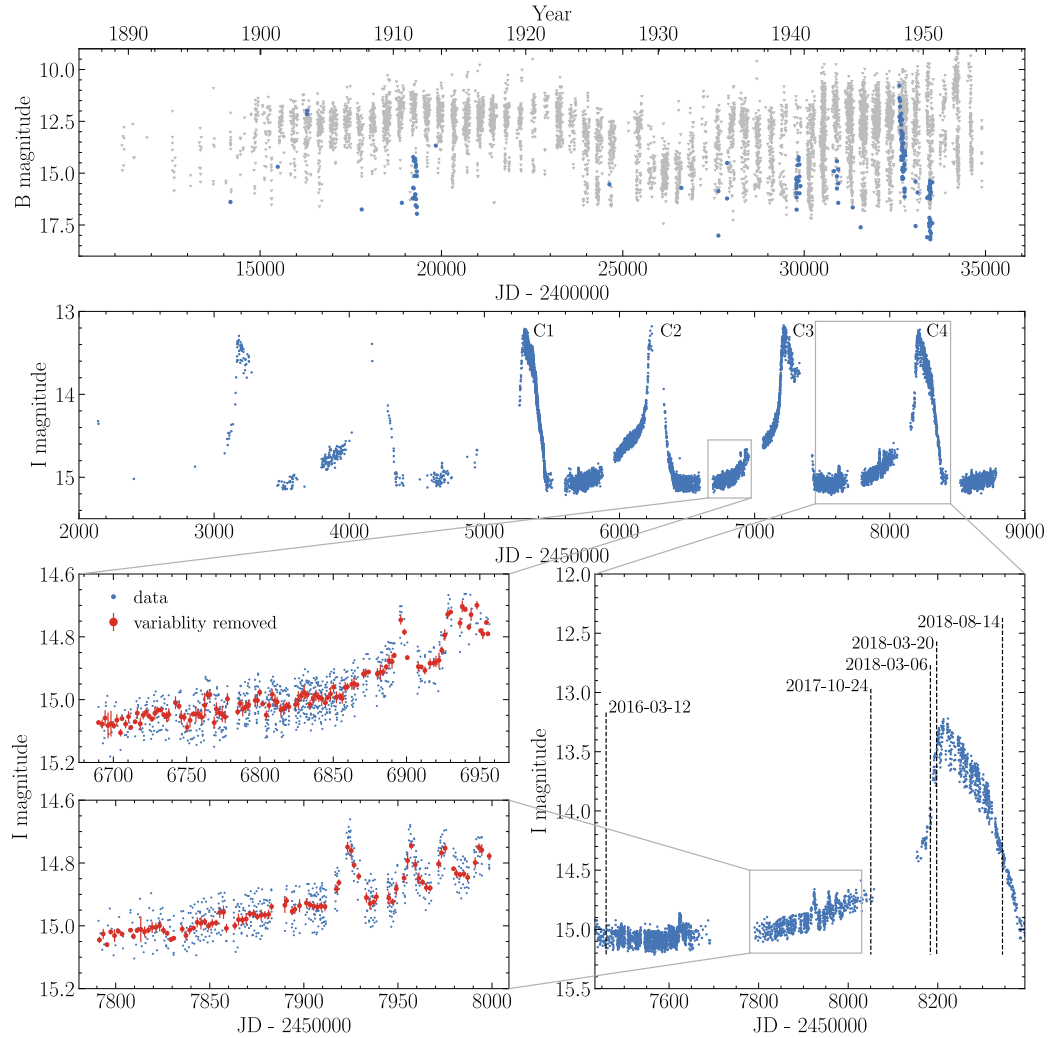 Year
1890 1900 1910 1920 1930 1940 1950
B magnitude
10.0
12.5
15.0
17.5
15000 20000 25000 30000 35000
JD - 2400000
I magnitude
13
14
15
C1 C2 C3 C4
2000 3000 4000 5000 6000 7000 8000 9000
JD - 2450000
I magnitude
14.6
14.8
15.0
15.2
data
variablity removed
6700 6750 6800 6850 6900 6950
I magnitude
14.6
14.8
15.0
15.2
7800 7850 7900 7950 8000
JD - 2450000
I magnitude
12.0
12.5
13.0
13.5
14.0
14.5
15.0
15.5
2018-08-14
2018-03-20
2018-03-06
2017-10-24
2016-03-12
7600 7800 8000 8200
JD - 2450000